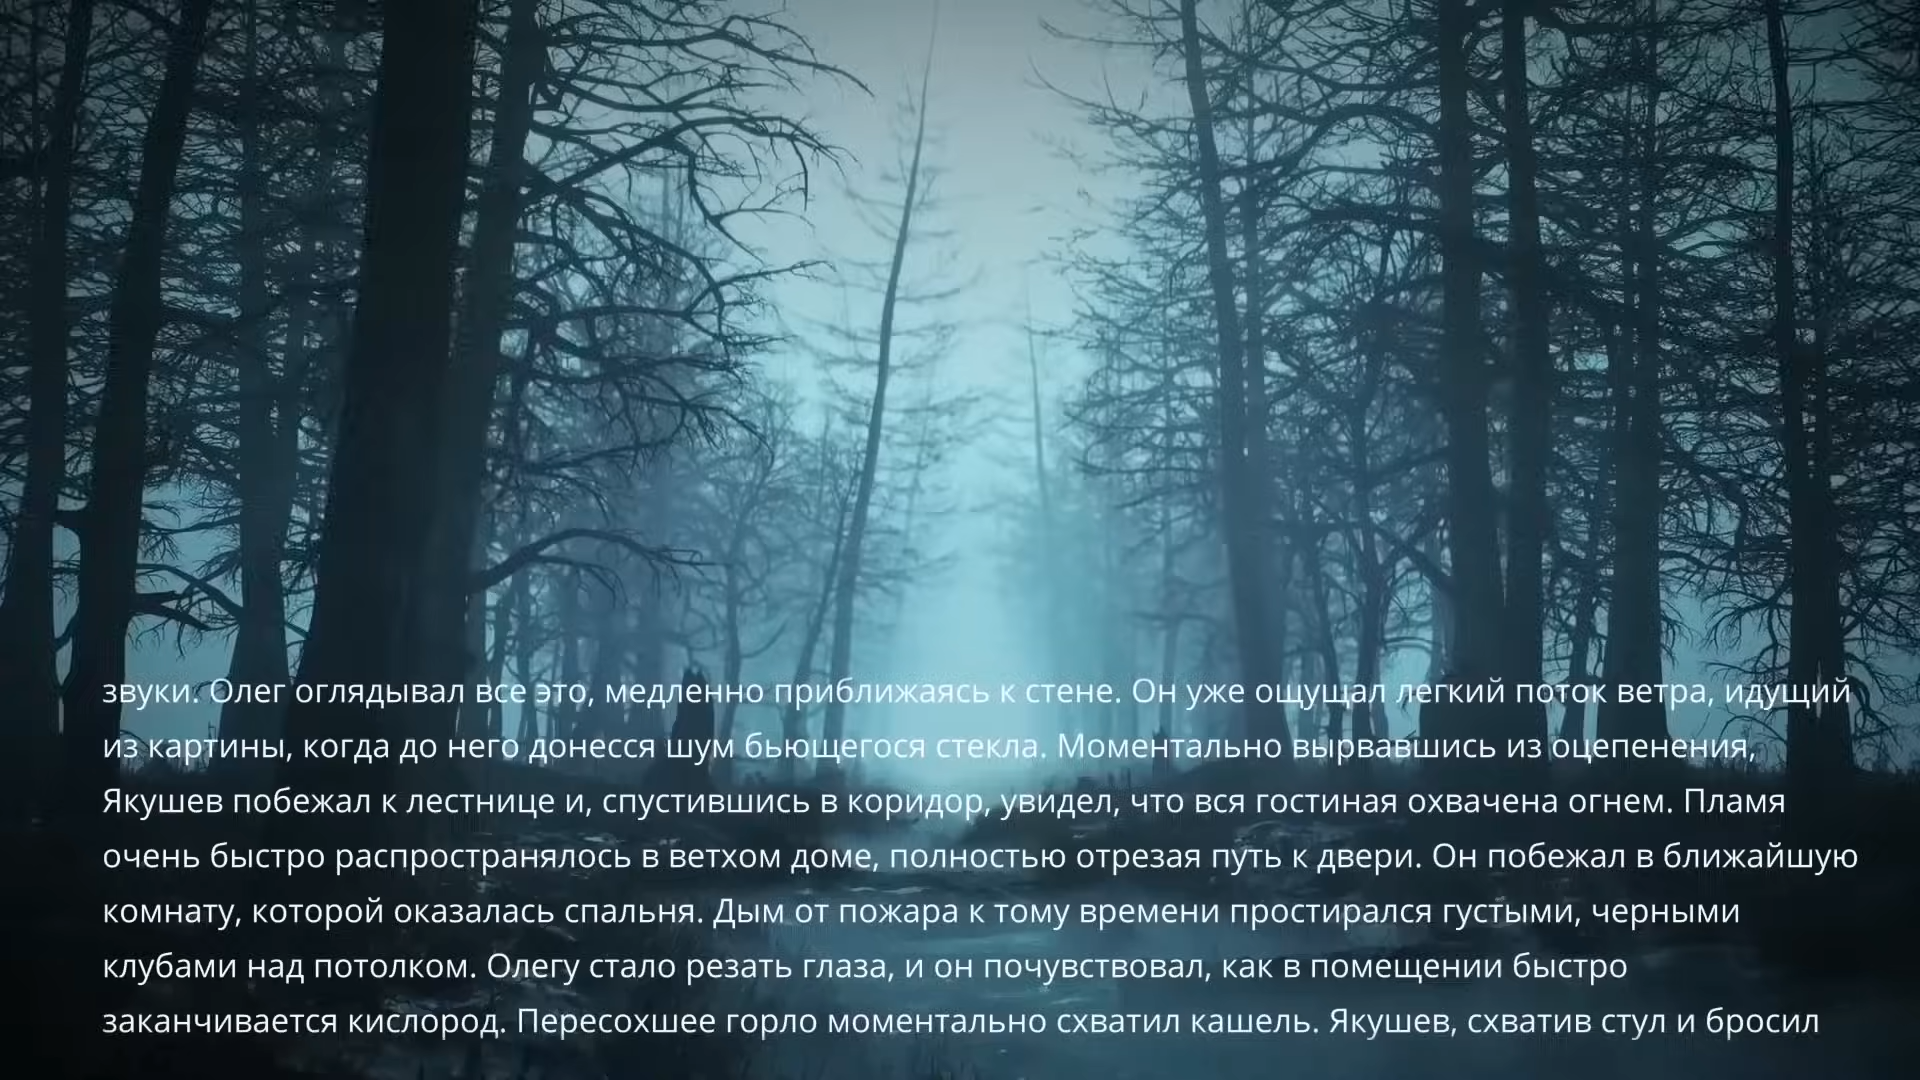 звуки. Олег оглядывал все это, медленно приближаясь к стене. Он уже ощущал легкий поток ветра, идущий
из картины, когда до него донесся шум бьющегося стекла. Моментально вырвавшись из оцепенения,
Якушев побежал к лестнице и, спустившись в коридор, увидел, что вся гостиная охвачена огнем. Пламя
очень быстро распространялось в ветхом доме, полностью отрезая путь к двери. Он побежал в ближайшую
комнату, которой оказалась спальня. Дым от пожара к тому времени простирался густыми, черными
клубами над потолком. Олегу стало резать глаза, и он почувствовал, как в помещении быстро
заканчивается кислород. Пересохшее горло моментально схватил кашель. Якушев, схватив стул и бросил